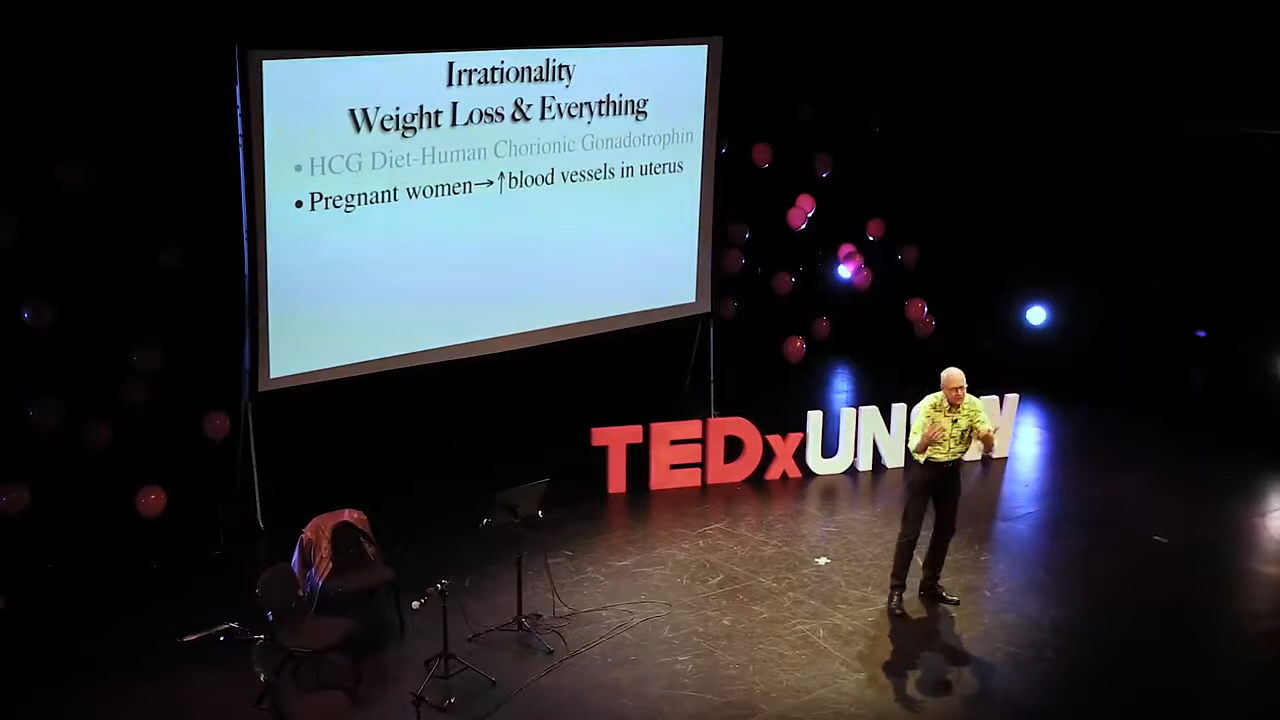 Irrationality
Weight Loss & Everything
• HCG Diet-Human Chorionic Gonadotrophin
• Pregnant women→↑blood vessels in uterus
TEDxUN